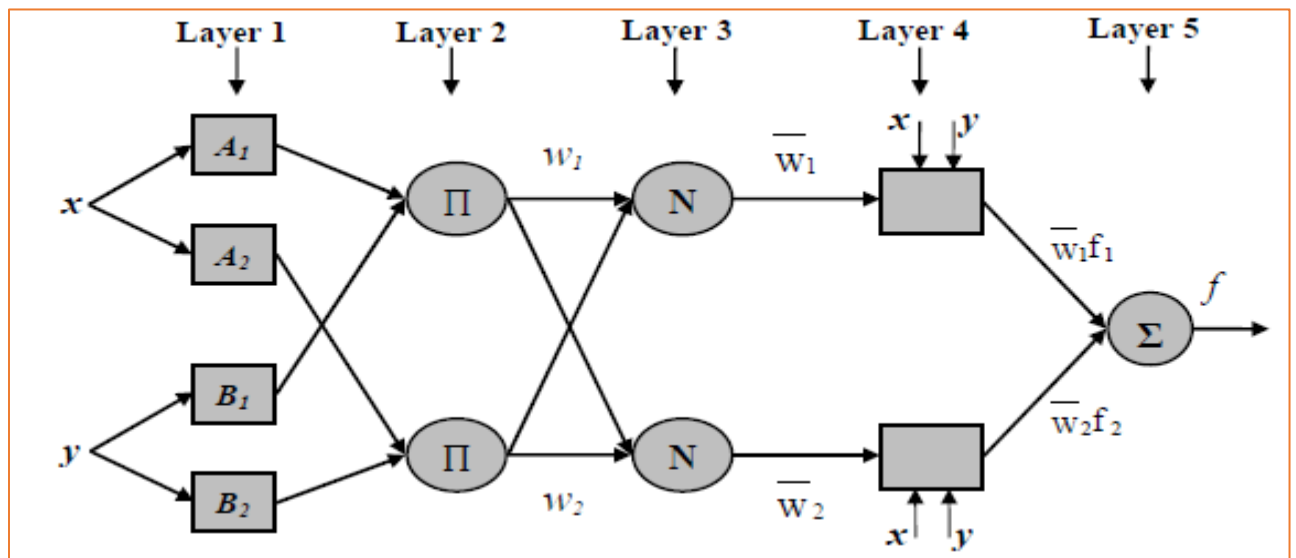 Layer 1 Layer 2 Layer 3 Layer 4 Layer 5
x y
A₁ w₁ w̅₁
Π N
x
A₂ w̅₁f₁
f
Σ
B₁
w̅₂f₂
y Π N
B₂ w₂ w̅₂
x y